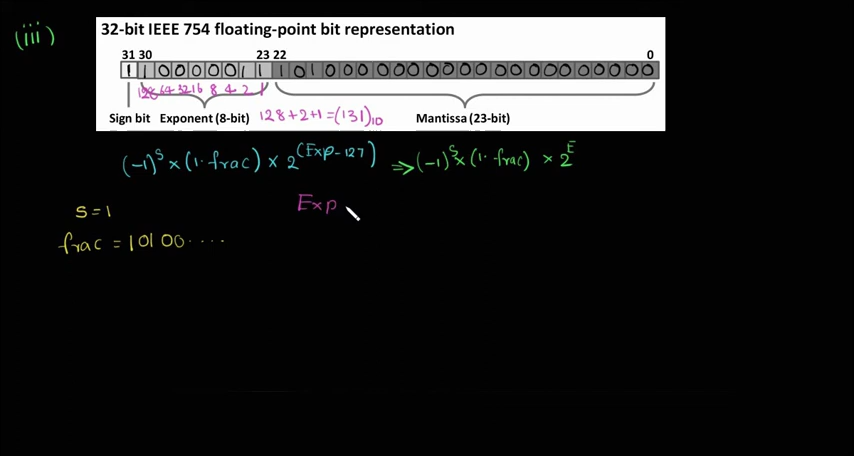 (iii)
32-bit IEEE 754 floating-point bit representation
31 30 23 22 0
1 1 0 0 0 0 0 1 1 1 0 1 0 0 0 0 0 0 0 0 0 0 0 0 0 0 0 0 0 0 0 0
128 64 32 16 8 4 2 1
Sign bit Exponent (8-bit) 128+2+1=(131)₁₀ Mantissa (23-bit)
(-1)^S × (1.frac) × 2^(Exp-127) ⇒ (-1)^S × (1.frac) × 2^E
S=1 Exp
frac = 10100....